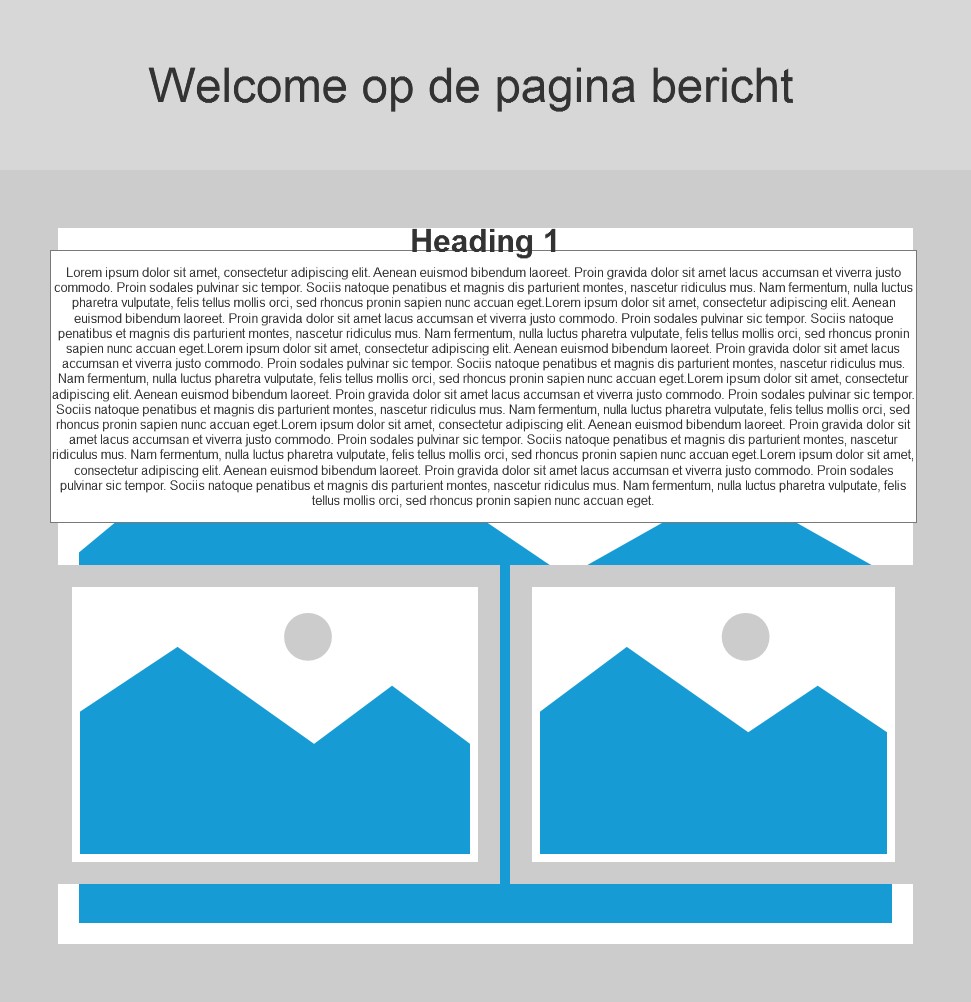 Welcome op de pagina bericht
Heading 1
Lorem ipsum dolor sit amet, consectetur adipiscing elit. Aenean euismod bibendum laoreet. Proin gravida dolor sit amet lacus accumsan et viverra justo
commodo. Proin sodales pulvinar sic tempor. Sociis natoque penatibus et magnis dis parturient montes, nascetur ridiculus mus. Nam fermentum, nulla luctus
pharetra vulputate, felis tellus mollis orci, sed rhoncus pronin sapien nunc accuan eget.Lorem ipsum dolor sit amet, consectetur adipiscing elit. Aenean
euismod bibendum laoreet. Proin gravida dolor sit amet lacus accumsan et viverra justo commodo. Proin sodales pulvinar sic tempor. Sociis natoque
penatibus et magnis dis parturient montes, nascetur ridiculus mus. Nam fermentum, nulla luctus pharetra vulputate, felis tellus mollis orci, sed rhoncus pronin
sapien nunc accuan eget.Lorem ipsum dolor sit amet, consectetur adipiscing elit. Aenean euismod bibendum laoreet. Proin gravida dolor sit amet lacus
accumsan et viverra justo commodo. Proin sodales pulvinar sic tempor. Sociis natoque penatibus et magnis dis parturient montes, nascetur ridiculus mus.
Nam fermentum, nulla luctus pharetra vulputate, felis tellus mollis orci, sed rhoncus pronin sapien nunc accuan eget.Lorem ipsum dolor sit amet, consectetur
adipiscing elit. Aenean euismod bibendum laoreet. Proin gravida dolor sit amet lacus accumsan et viverra justo commodo. Proin sodales pulvinar sic tempor.
Sociis natoque penatibus et magnis dis parturient montes, nascetur ridiculus mus. Nam fermentum, nulla luctus pharetra vulputate, felis tellus mollis orci, sed
rhoncus pronin sapien nunc accuan eget.Lorem ipsum dolor sit amet, consectetur adipiscing elit. Aenean euismod bibendum laoreet. Proin gravida dolor sit
amet lacus accumsan et viverra justo commodo. Proin sodales pulvinar sic tempor. Sociis natoque penatibus et magnis dis parturient montes, nascetur
ridiculus mus. Nam fermentum, nulla luctus pharetra vulputate, felis tellus mollis orci, sed rhoncus pronin sapien nunc accuan eget.Lorem ipsum dolor sit amet,
consectetur adipiscing elit. Aenean euismod bibendum laoreet. Proin gravida dolor sit amet lacus accumsan et viverra justo commodo. Proin sodales
pulvinar sic tempor. Sociis natoque penatibus et magnis dis parturient montes, nascetur ridiculus mus. Nam fermentum, nulla luctus pharetra vulputate, felis
tellus mollis orci, sed rhoncus pronin sapien nunc accuan eget.